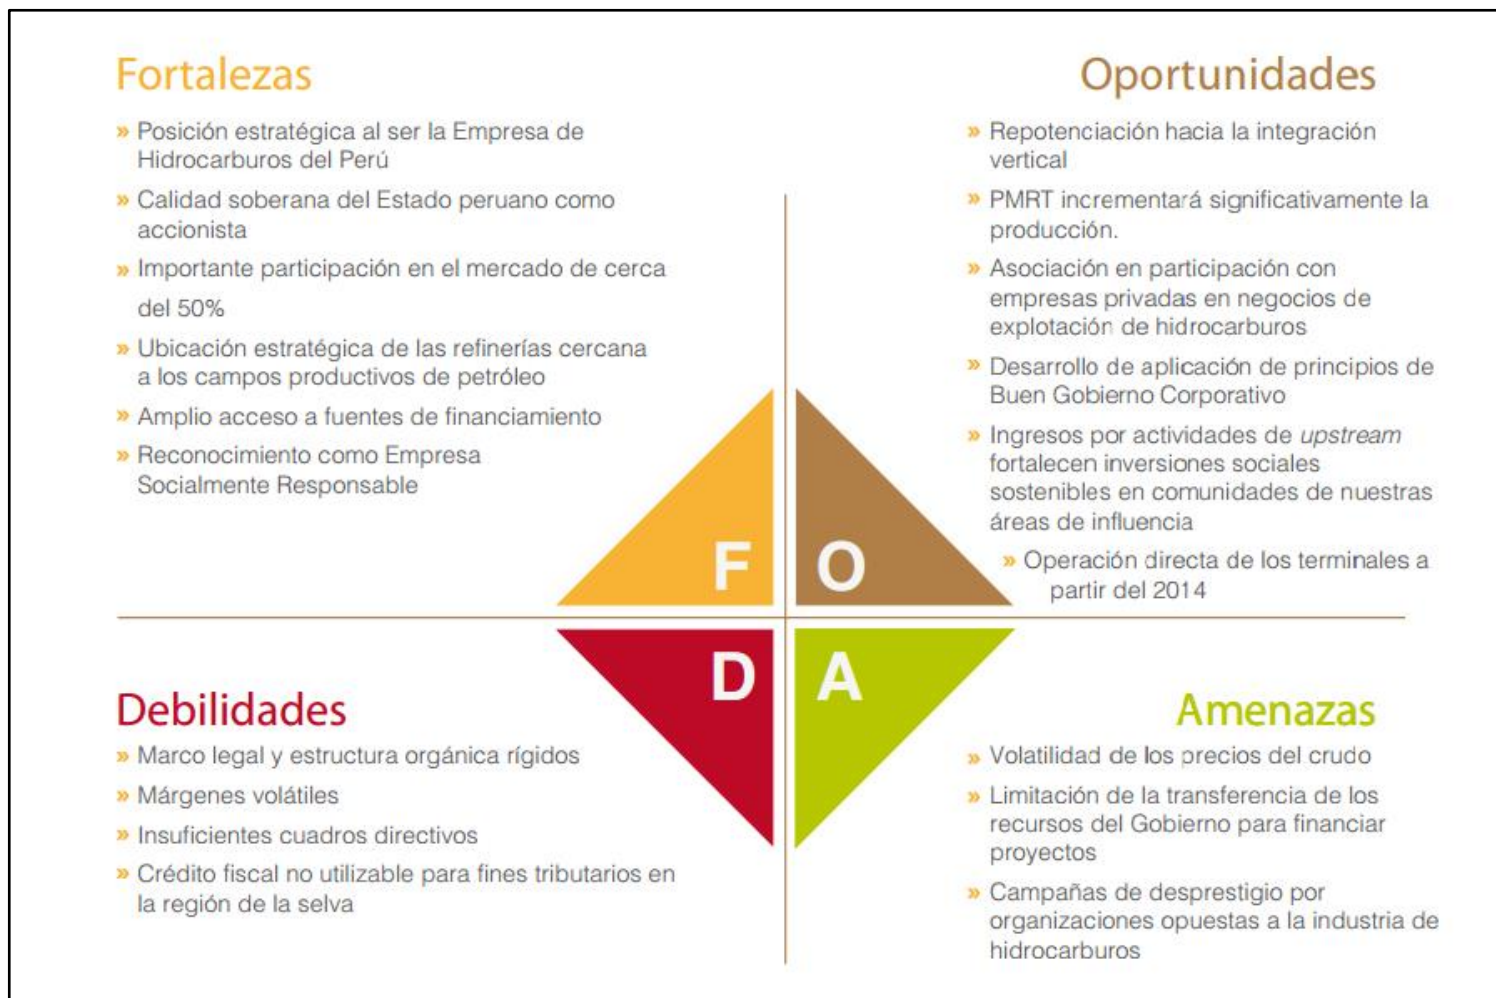 Fortalezas
» Posición estratégica al ser la Empresa de
Hidrocarburos del Perú
» Calidad soberana del Estado peruano como
accionista
» Importante participación en el mercado de cerca
del 50%
» Ubicación estratégica de las refinerías cercana
a los campos productivos de petróleo
» Amplio acceso a fuentes de financiamiento
» Reconocimiento como Empresa
Socialmente Responsable
Oportunidades
» Repotenciación hacia la integración
vertical
» PMRT incrementará significativamente la
producción.
» Asociación en participación con
empresas privadas en negocios de
explotación de hidrocarburos
» Desarrollo de aplicación de principios de
Buen Gobierno Corporativo
» Ingresos por actividades de upstream
fortalecen inversiones sociales
sostenibles en comunidades de nuestras
áreas de influencia
» Operación directa de los terminales a
partir del 2014
F O
D A
Debilidades
» Marco legal y estructura orgánica rígidos
» Márgenes volátiles
» Insuficientes cuadros directivos
» Crédito fiscal no utilizable para fines tributarios en
la región de la selva
Amenazas
» Volatilidad de los precios del crudo
» Limitación de la transferencia de los
recursos del Gobierno para financiar
proyectos
» Campañas de desprestigio por
organizaciones opuestas a la industria de
hidrocarburos